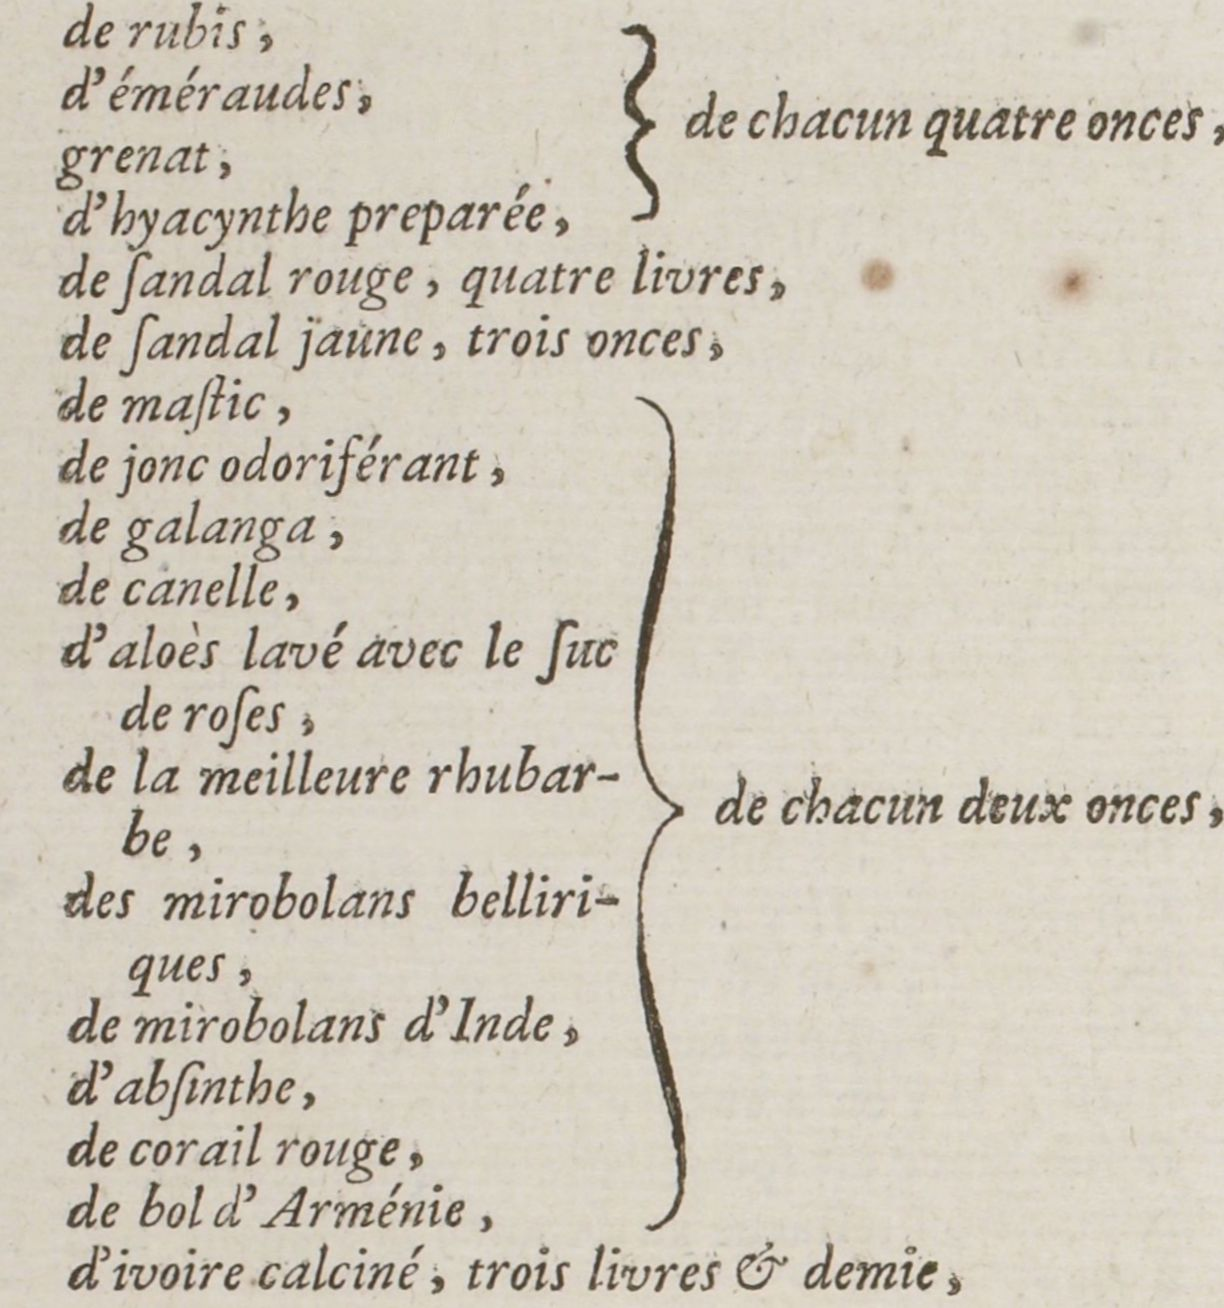 de rubis,
d'éméraudes,
grenat,
d'hyacynthe preparée,
de chacun quatre onces,
de ſandal rouge, quatre livres,
de ſandal jaune, trois onces,
de maſtic,
de jonc odoriférant,
de galanga,
de canelle,
d'aloès lavé avec le ſuc
de roſes,
de la meilleure rhubar-
be,
des mirobolans belliri-
ques,
de mirobolans d'Inde,
d'abſinthe,
de corail rouge,
de bol d'Arménie,
de chacun deux onces,
d'ivoire calciné, trois livres & demie,